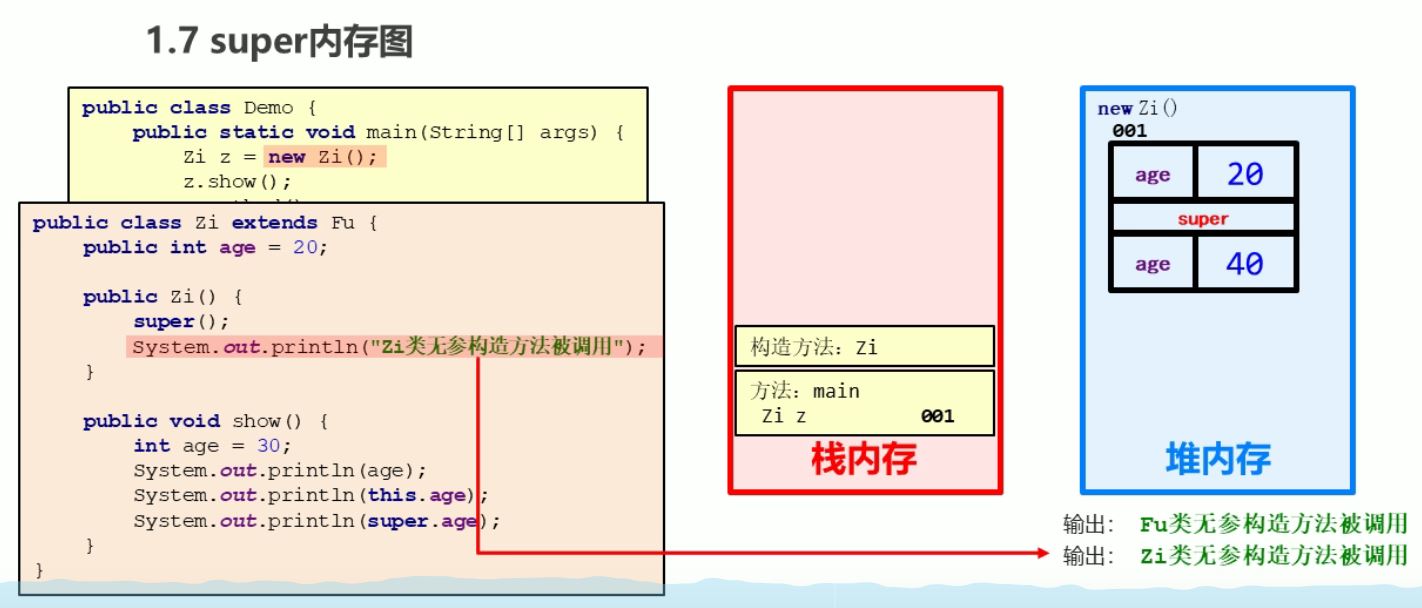 1.7 super内存图
public class Demo {
public static void main(String[] args) {
Zi z = new Zi();
z.show();
public class Zi extends Fu {
public int age = 20;
public Zi() {
super();
System.out.println("Zi类无参构造方法被调用");
}
public void show() {
int age = 30;
System.out.println(age);
System.out.println(this.age);
System.out.println(super.age);
}
}
构造方法: Zi
方法: main
Zi z 001
栈内存
new Zi()
001
age 20
super
age 40
堆内存
输出: Fu类无参构造方法被调用
输出: Zi类无参构造方法被调用